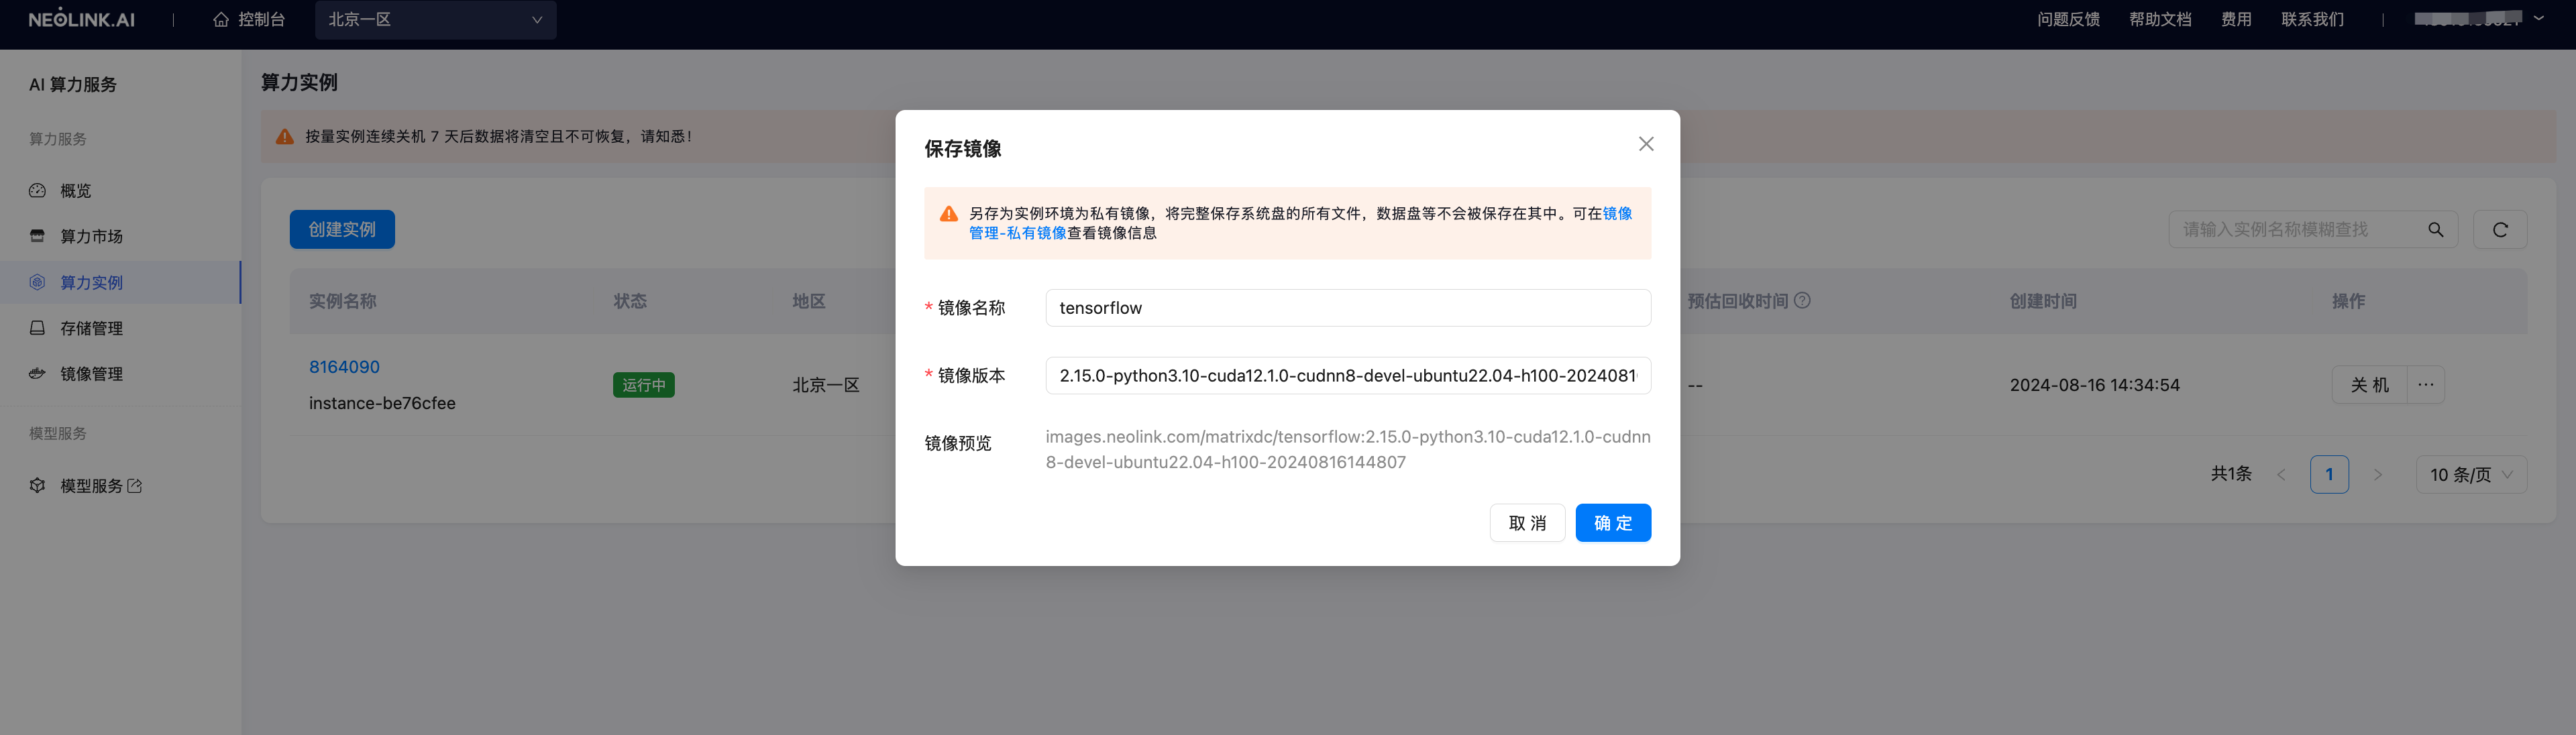 NEOLINK.AI
控制台
北京一区
问题反馈
帮助文档
费用
联系我们
AI 算力服务
算力服务
概览
算力市场
算力实例
存储管理
镜像管理
模型服务
模型服务
算力实例
按量实例连续关机 7 天后数据将清空且不可恢复，请知悉！
创建实例
请输入实例名称模糊查找
实例名称
状态
地区
预估回收时间
创建时间
操作
8164090
instance-be76cfee
运行中
北京一区
--
2024-08-16 14:34:54
关 机
...
共1条
1
10 条/页
保存镜像
另存为实例环境为私有镜像，将完整保存系统盘的所有文件，数据盘等不会被保存在其中。可在镜像
管理-私有镜像查看镜像信息
* 镜像名称
tensorflow
* 镜像版本
2.15.0-python3.10-cuda12.1.0-cudnn8-devel-ubuntu22.04-h100-2024081
镜像预览
images.neolink.com/matrixdc/tensorflow:2.15.0-python3.10-cuda12.1.0-cudnn
8-devel-ubuntu22.04-h100-20240816144807
取 消
确 定